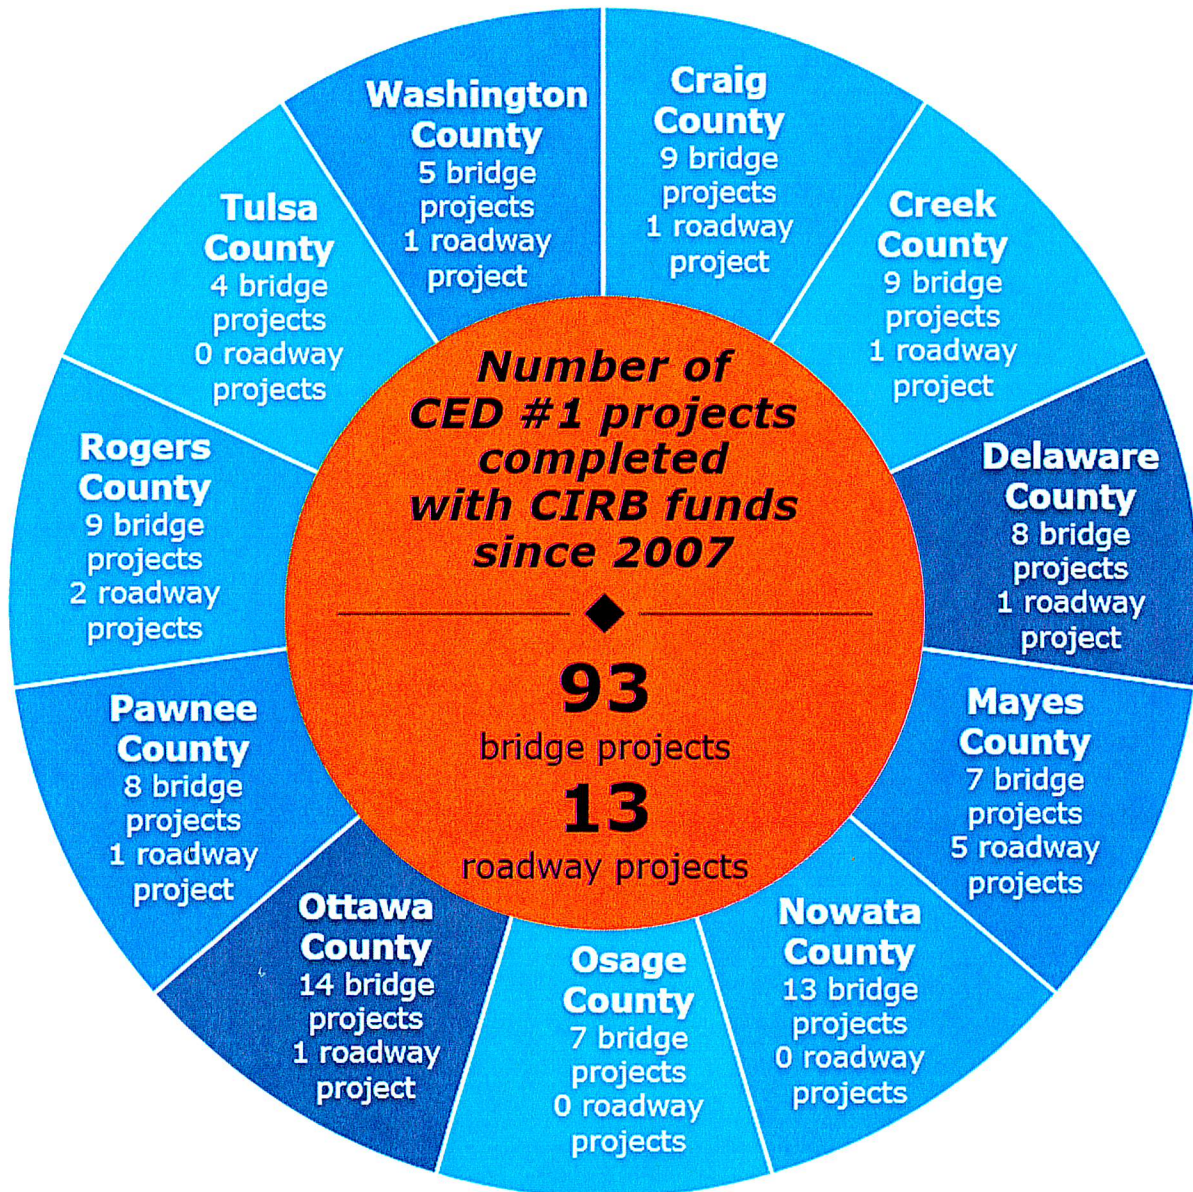 Number of
CED #1 projects
completed
with CIRB funds
since 2007
93
bridge projects
13
roadway projects
Craig
County
9 bridge
projects
1 roadway
project
Creek
County
9 bridge
projects
1 roadway
project
Delaware
County
8 bridge
projects
1 roadway
project
Mayes
County
7 bridge
projects
5 roadway
projects
Nowata
County
13 bridge
projects
0 roadway
projects
Osage
County
7 bridge
projects
0 roadway
projects
Ottawa
County
14 bridge
projects
1 roadway
project
Pawnee
County
8 bridge
projects
1 roadway
project
Rogers
County
9 bridge
projects
2 roadway
projects
Tulsa
County
4 bridge
projects
0 roadway
projects
Washington
County
5 bridge
projects
1 roadway
project